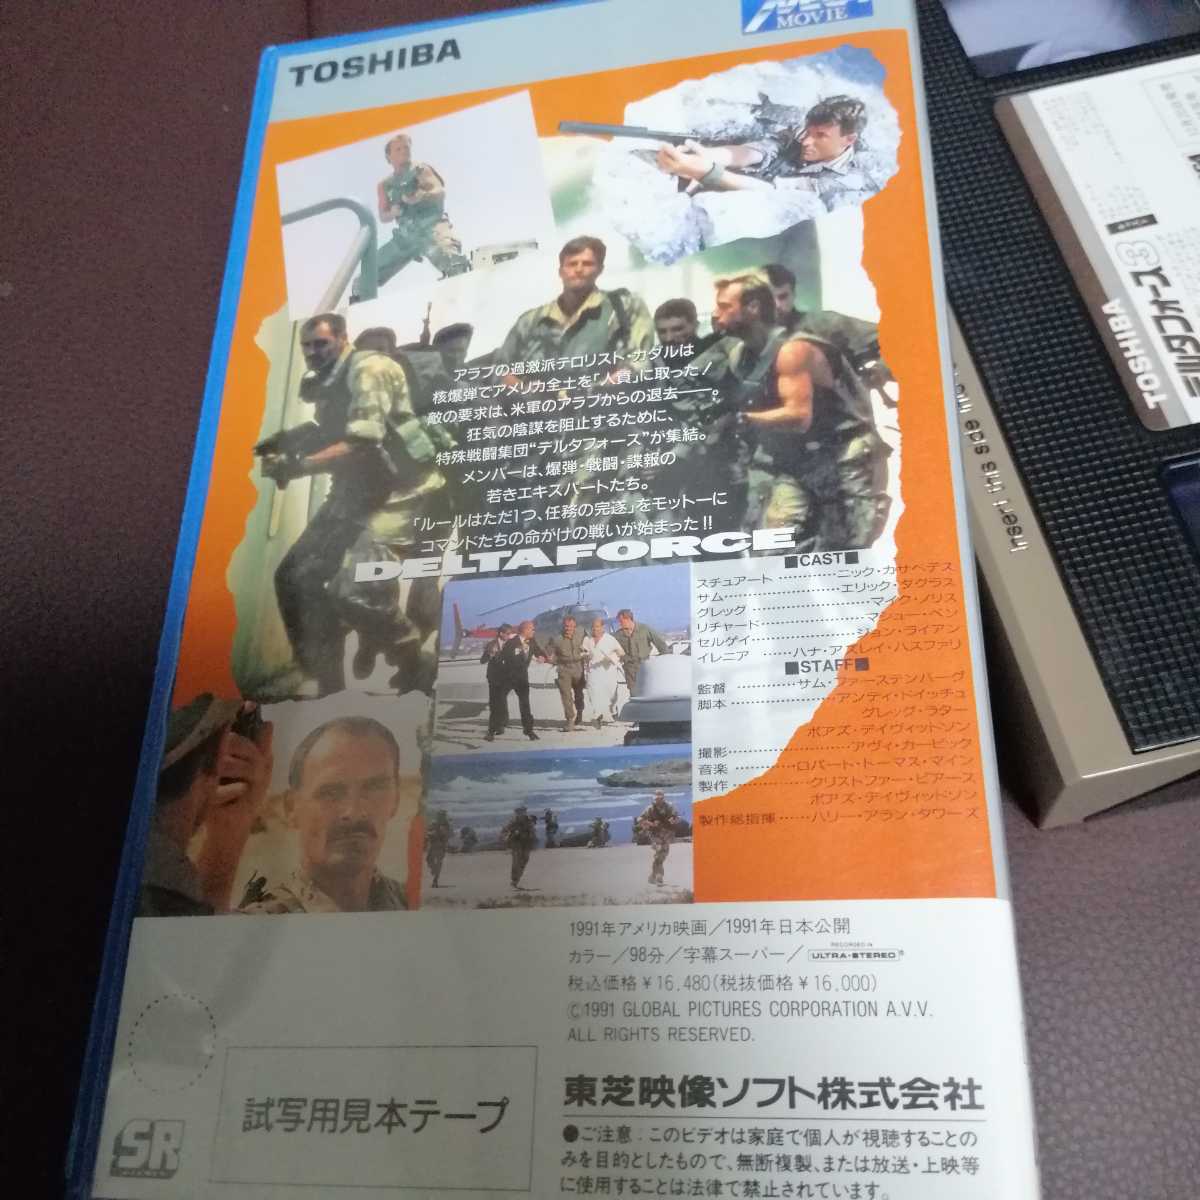 TOSHIBA
MOVIE
アラブの過激派テロリスト・カダルは
核爆弾でアメリカ全土を「人質」に取った!
敵の要求は、米軍のアラブからの退去──。
狂気の陰謀を阻止するために、
特殊戦闘集団“デルタフォース”が集結。
メンバーは、爆弾・戦闘・諜報の
若きエキスパートたち。
「ルールはただ1つ、任務の完遂」をモットーに
コマンドたちの命がけの戦いが始まった!!
DELTA FORCE
■CAST■
スチュアート…………ニック・カサベテス
サム……………………エリック・ダグラス
グレッグ……………………マイク・ノリス
リチャード…………………マシュー・ペン
セルゲイ…………………ジョン・ライアン
イレニア……ハナ・アズレイ・ハスファリ
■STAFF■
監督…………サム・ファーステンバーグ
脚本…………………アンディ・ドイッチュ
グレッグ・ラター
ボアズ・デイヴィッドソン
撮影…………………アヴィ・カーピック
音楽…………ロバート・トーマス・マイン
製作……………クリストファー・ピアース
ボアズ・デイヴィッドソン
製作総指揮……ハリー・アラン・タワーズ
1991年アメリカ映画/1991年日本公開
カラー/98分/字幕スーパー/RECORDED IN ULTRA-STEREO®
税込価格¥16,480(税抜価格¥16,000)
©1991 GLOBAL PICTURES CORPORATION A.V.V.
ALL RIGHTS RESERVED.
試写用見本テープ
SR
東芝映像ソフト株式会社
●ご注意:このビデオは家庭で個人が視聴することの
みを目的としたもので、無断複製、または放送・上映等
に使用することは法律で禁止されています。
TOSHIBA
デルタフォース3
Insert this side into